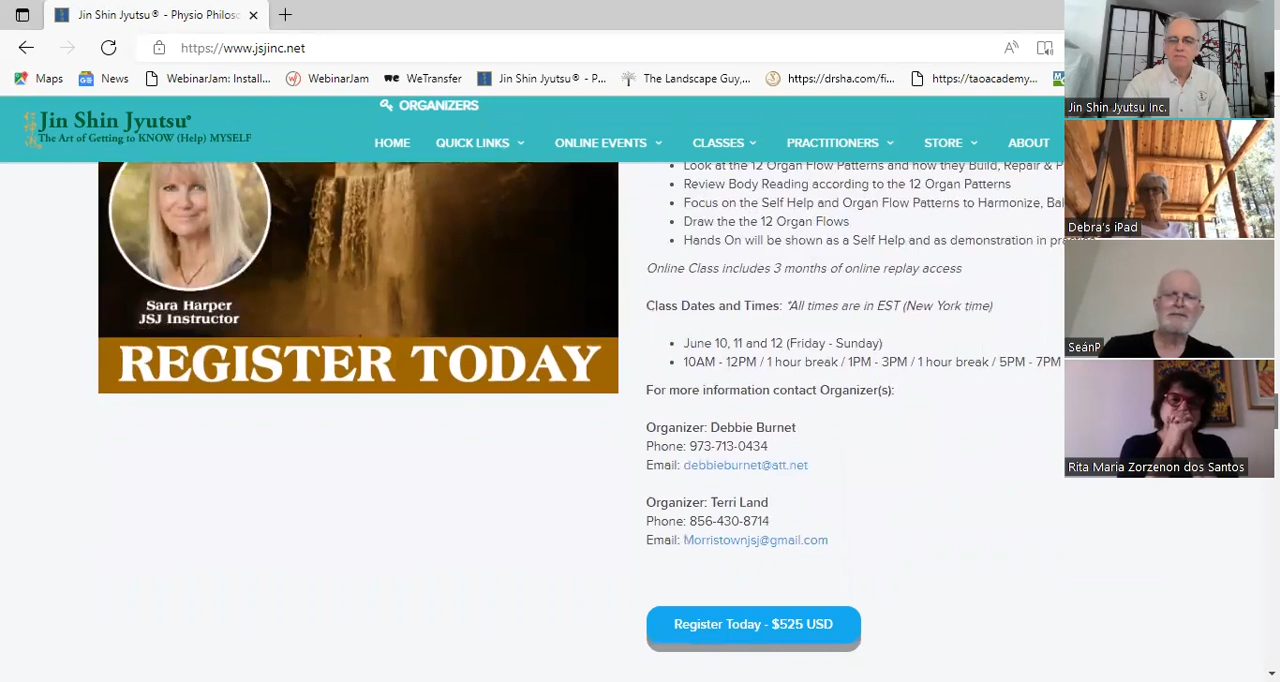 Jin Shin Jyutsu® - Physio Philos
https://www.jsjinc.net
Maps
News
WebinarJam: Install...
WebinarJam
we WeTransfer
Jin Shin Jyutsu® - P...
The Landscape Guy,...
https://drsha.com/fi...
https://taoacademy...
ORGANIZERS
Jin Shin Jyutsu®
The Art of Getting to KNOW (Help) MYSELF
HOME
QUICK LINKS
ONLINE EVENTS
CLASSES
PRACTITIONERS
STORE
ABOUT
Sara Harper
JSJ Instructor
REGISTER TODAY
Look at the 12 Organ Flow Patterns and how they Build, Repair & P
Review Body Reading according to the 12 Organ Patterns
Focus on the Self Help and Organ Flow Patterns to Harmonize, Bal
Draw the the 12 Organ Flows
Hands On will be shown as a Self Help and as demonstration in
Online Class includes 3 months of online replay access
Class Dates and Times: *All times are in EST (New York time)
June 10, 11 and 12 (Friday - Sunday)
10AM - 12PM / 1 hour break / 1PM - 3PM / 1 hour break / 5PM - 7PM
For more information contact Organizer(s):
Organizer: Debbie Burnet
Phone: 973-713-0434
Email: debbieburnet@att.net
Organizer: Terri Land
Phone: 856-430-8714
Email: Morristownjsj@gmail.com
Register Today - $525 USD
Jin Shin Jyutsu Inc.
Debra's iPad
SeánP
Rita Maria Zorzenon dos Santos